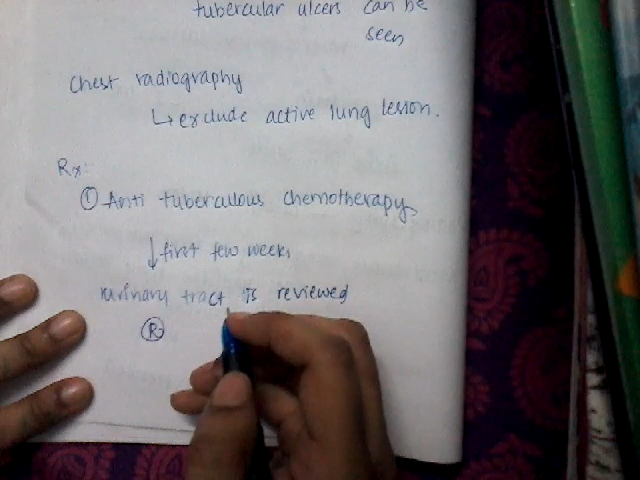 tubercular ulcers can be
seen
Chest radiography
↳ exclude active lung lession.
Rx:
① Anti tuberculous chemotherapy,
↓ first few weeks
urinary tract is reviewed
Ⓡ